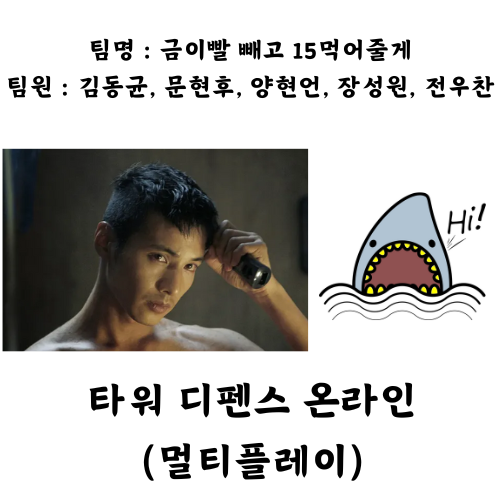 팀명 : 금이빨 빼고 15먹어줄게
팀원 : 김동균, 문현후, 양현언, 장성원, 전우찬
Hi!
타워 디펜스 온라인
(멀티플레이)